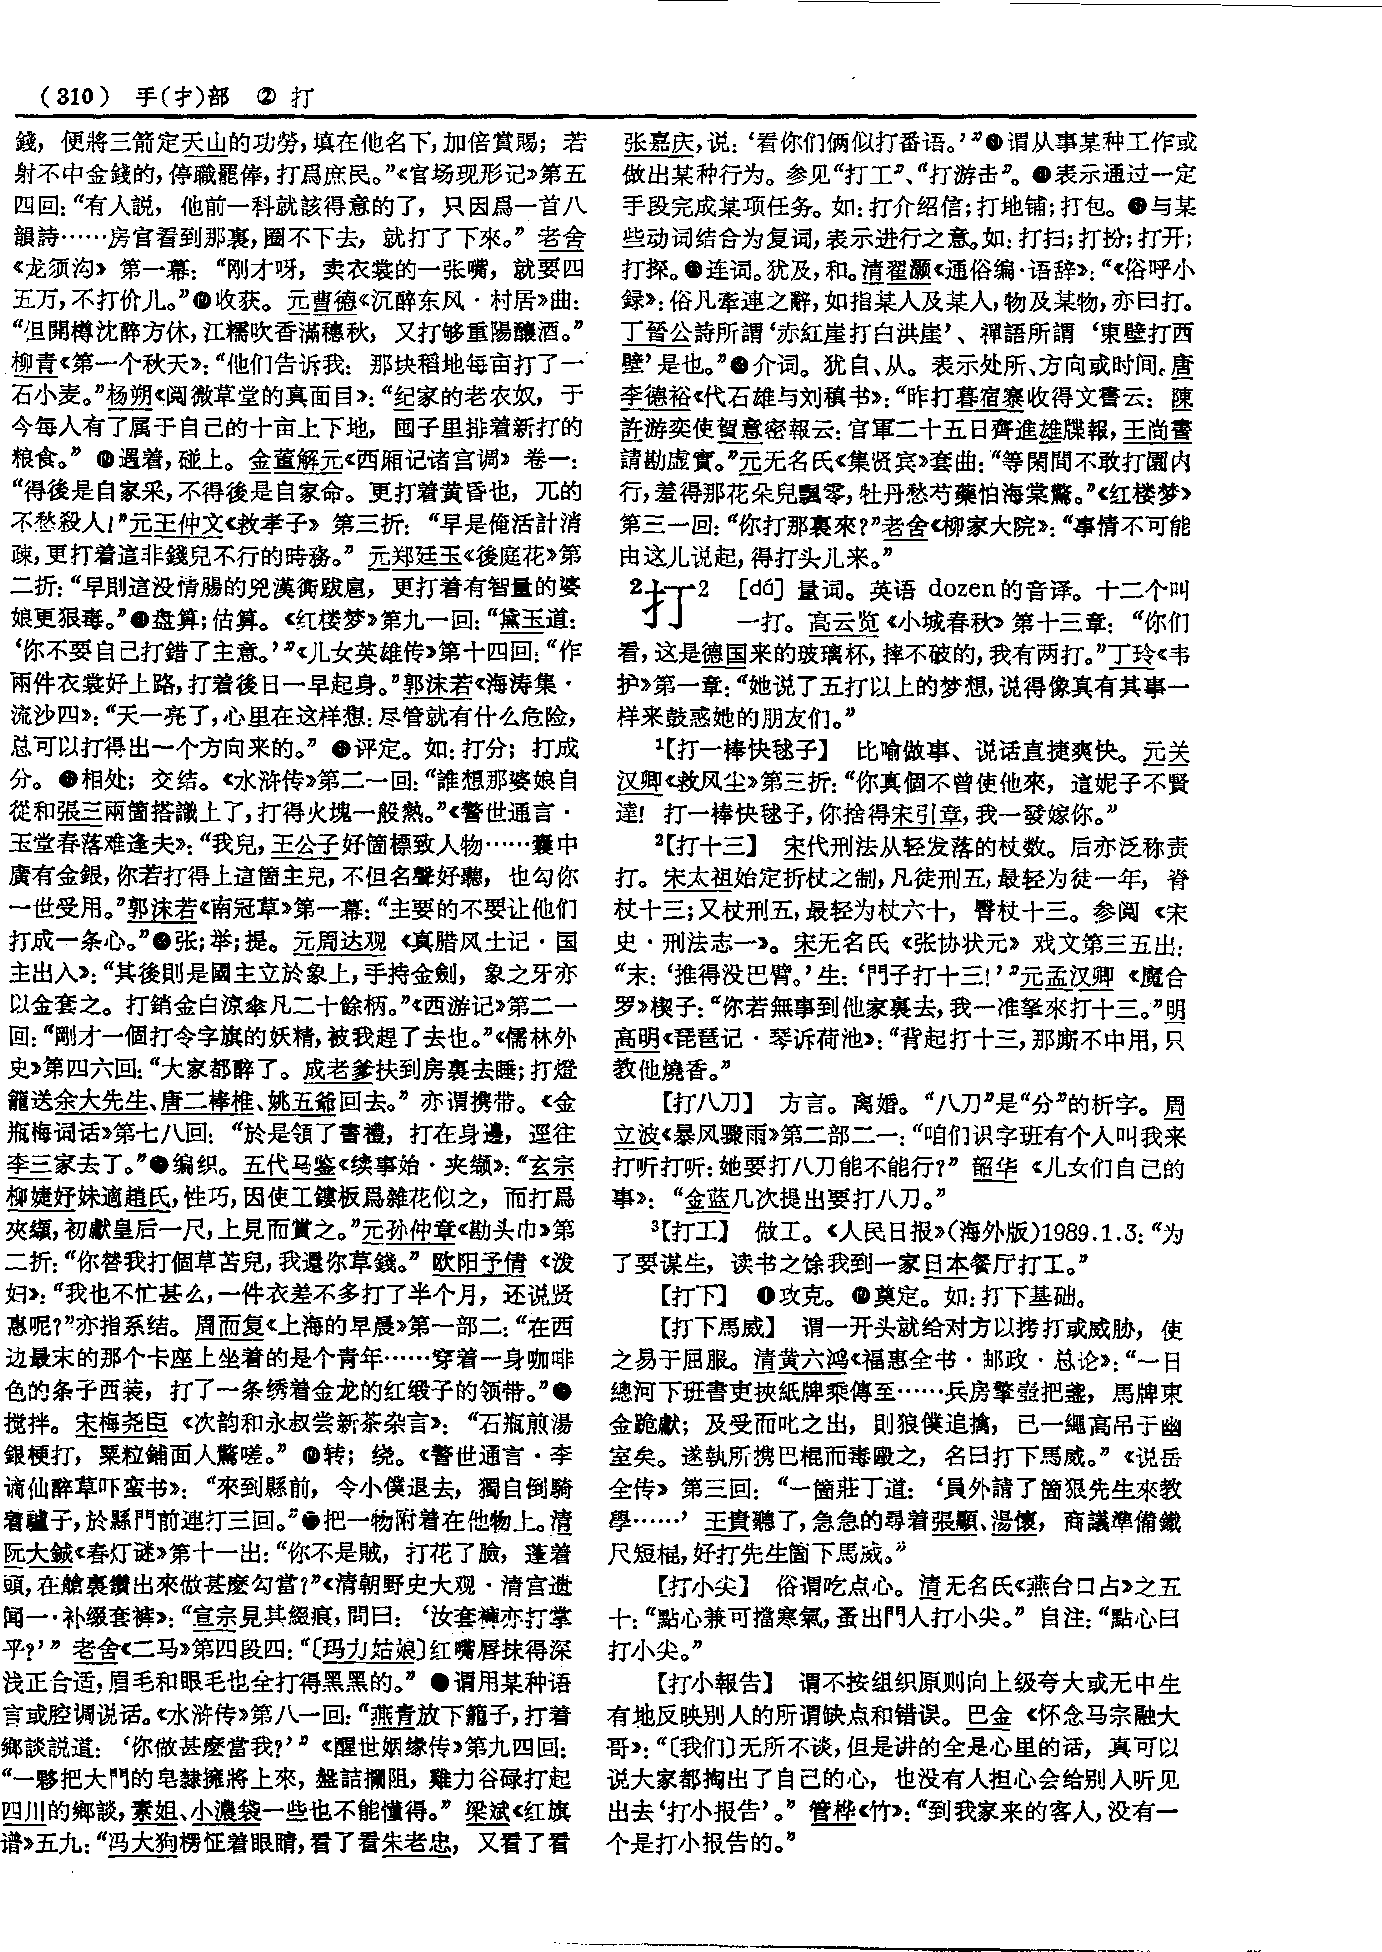 (310) 手(扌)部 ② 打
錢，便將三箭定天山的功勞，填在他名下，加倍賞賜；若
射不中金錢的，停職罷俸，打爲庶民。”《官场现形记》第五
四回：“有人説，他前一科就該得意的了，只因爲一首八
韻詩……房官看到那裏，圈不下去，就打了下來。”老舍
《龙须沟》第一幕：“刚才呀，卖衣裳的一张嘴，就要四
五万，不打价儿。”收获。元曹德《沉醉东风·村居》曲：
“但開樽沈醉方休，江糯吹香滿穗秋，又打够重陽釀酒。”
柳青《第一个秋天》：“他们告诉我：那块稻地每亩打了一
石小麦。”杨朔《阅微草堂的真面目》：“纪家的老农奴，于
今每人有了属于自己的十亩上下地，囤子里排着新打的
粮食。”遇着，碰上。金董解元《西厢记诸宫调》卷一：
“得後是自家采，不得後是自家命。更打着黄昏也，兀的
不愁殺人！”元王仲文《救孝子》第三折：“早是俺活計消
疎，更打着這非錢兒不行的時務。”元郑廷玉《後庭花》第
二折：“早則這没情腸的兇漢衠跋扈，更打着有智量的婆
娘更狠毒。”盘算；估算。《红楼梦》第九一回：“黛玉道：
‘你不要自己打錯了主意。’”《儿女英雄传》第十四回：“作
兩件衣裳好上路，打着後日一早起身。”郭沫若《海涛集·
流沙四》：“天一亮了，心里在这样想：尽管就有什么危险，
总可以打得出一个方向来的。”评定。如：打分；打成
分。相处；交结。《水浒传》第二一回：“誰想那婆娘自
從和張三兩箇搭識上了，打得火塊一般熱。”《警世通言·
玉堂春落难逢夫》：“我兒，王公子好箇標致人物……囊中
廣有金銀，你若打得上這箇主兒，不但名聲好聽，也勾你
一世受用。”郭沫若《南冠草》第一幕：“主要的不要让他们
打成一条心。”张；举；提。元周达观《真腊风土记·国
主出入》：“其後則是國主立於象上，手持金劍，象之牙亦
以金套之。打銷金白涼傘凡二十餘柄。”《西游记》第二一
回：“剛才一個打令字旗的妖精，被我趕了去也。”《儒林外
史》第四六回：“大家都醉了。成老爹扶到房裏去睡；打燈
籠送余大先生、虞二棒椎、姚五爺回去。”亦谓携带。《金
瓶梅词话》第七八回：“於是領了書禮，打在身邊，逕往
李三家去了。”编织。五代马鉴《续事始·夹缬》：“玄宗
柳婕妤妹適趙氏，性巧，因使工鏤板爲雜花似之，而打爲
夾纈，初獻皇后一尺，上見而賞之。”元孙仲章《勘头巾》第
二折：“你替我打個草苫兒，我還你草錢。”欧阳予倩《泼
妇》：“我也不忙甚么，一件衣差不多打了半个月，还说贤
惠呢？”亦指系结。周而复《上海的早晨》第一部二：“在西
边最末的那个卡座上坐着的是个青年……穿着一身咖啡
色的条子西装，打了一条绣着金龙的红缎子的领带。”
搅拌。宋梅尧臣《次韵和永叔尝新茶杂言》：“石瓶煎湯
銀梗打，粟粒鋪面人驚嗟。”转；绕。《警世通言·李
谪仙醉草吓蛮书》：“來到縣前，令小僕退去，獨自倒騎
着驢子，於縣門前連打三回。”把一物附着在他物上。清
阮大鋮《春灯谜》第十一出：“你不是賊，打花了臉，蓬着
頭，在艙裏鑽出來做甚麽勾當？”《清朝野史大观·清宫遗
闻一·补缀套裤》：“宣宗見其綴痕，問曰：‘汝套褲亦打掌
乎？’”老舍《二马》第四段四：“〔玛力姑娘〕红嘴唇抹得深
浅正合适，眉毛和眼毛也全打得黑黑的。”谓用某种语
言或腔调说话。《水浒传》第八一回：“燕青放下籠子，打着
鄉談説道：‘你做甚麽當我？’”《醒世姻缘传》第九四回：
“一夥把大門的皂隸擁將上來，盤詰攔阻，雞力谷碌打起
四川的鄉談，素姐、小濃袋一些也不能懂得。”梁斌《红旗
谱》五九：“冯大狗楞怔着眼睛，看了看朱老忠，又看了看
张嘉庆，说：‘看你们俩似打番语。’”谓从事某种工作或
做出某种行为。参见“打工”、“打游击”。表示通过一定
手段完成某项任务。如：打介绍信；打地铺；打包。与某
些动词结合为复词，表示进行之意。如：打扫；打扮；打开；
打探。连词。犹及，和。清翟灏《通俗编·语辞》：“《俗呼小
録》：俗凡牽連之辭，如指某人及某人，物及某物，亦曰打。
丁晉公詩所謂‘赤紅崖打白洪崖’、禪語所謂‘東壁打西
壁’是也。”介词。犹自、从。表示处所、方向或时间。唐
李德裕《代石雄与刘稹书》：“昨打暮宿寨收得文書云：陳
許游奕使賀意密報云：官軍二十五日齊進雄牒報，王尚書
請勘虚實。”元无名氏《集贤宾》套曲：“等閑間不敢打園内
行，羞得那花朵兒飄零，牡丹愁芍藥怕海棠驚。”《红楼梦》
第三一回：“你打那裏來？”老舍《柳家大院》：“事情不可能
由这儿说起，得打头儿来。”
2打2 [dá] 量词。英语 dozen 的音译。十二个叫
一打。高云览《小城春秋》第十三章：“你们
看，这是德国来的玻璃杯，摔不破的，我有两打。”丁玲《韦
护》第一章：“她说了五打以上的梦想，说得像真有其事一
样来鼓惑她的朋友们。”
1【打一棒快毬子】 比喻做事、说话直捷爽快。元关
汉卿《救风尘》第三折：“你真個不曾使他來，這妮子不賢
達！打一棒快毬子，你捨得宋引章，我一發嫁你。”
2【打十三】 宋代刑法从轻发落的杖数。后亦泛称责
打。宋太祖始定折杖之制，凡徒刑五，最轻为徒一年，脊
杖十三；又杖刑五，最轻为杖六十，臀杖十三。参阅《宋
史·刑法志一》。宋无名氏《张协状元》戏文第三五出：
“末：‘推得没巴臂。’生：‘門子打十三！’”元孟汉卿《魔合
罗》楔子：“你若無事到他家裏去，我一准拏來打十三。”明
高明《琵琶记·琴诉荷池》：“背起打十三，那廝不中用，只
教他燒香。”
【打八刀】 方言。离婚。“八刀”是“分”的析字。周
立波《暴风骤雨》第二部二一：“咱们识字班有个人叫我来
打听打听：她要打八刀能不能行？”韶华《儿女们自己的
事》：“金蓝几次提出要打八刀。”
3【打工】 做工。《人民日报》(海外版)1989.1.3：“为
了要谋生，读书之馀我到一家日本餐厅打工。”
【打下】 ❶攻克。❷奠定。如：打下基础。
【打下馬威】 谓一开头就给对方以拷打或威胁，使
之易于屈服。清黄六鸿《福惠全书·邮政·总论》：“一日
總河下班書吏挾紙牌乘傳至……兵房擎壺把盞，馬牌束
金跪獻；及受而叱之出，則狼僕追擒，已一繩高吊于幽
室矣。遂執所携巴棍而毒毆之，名曰打下馬威。”《说岳
全传》第三回：“一箇莊丁道：‘員外請了箇狠先生來教
學……’王貴聽了，急急的尋着張顯、湯懷，商議準備鐵
尺短棍，好打先生箇下馬威。”
【打小尖】 俗谓吃点心。清无名氏《燕台口占》之五
十：“點心兼可擋寒氣，蚤出門人打小尖。”自注：“點心曰
打小尖。”
【打小報告】 谓不按组织原则向上级夸大或无中生
有地反映别人的所谓缺点和错误。巴金《怀念马宗融大
哥》：“〔我们〕无所不谈，但是讲的全是心里的话，真可以
说大家都掏出了自己的心，也没有人担心会给别人听见
出去‘打小报告’。”管桦《竹》：“到我家来的客人，没有一
个是打小报告的。”